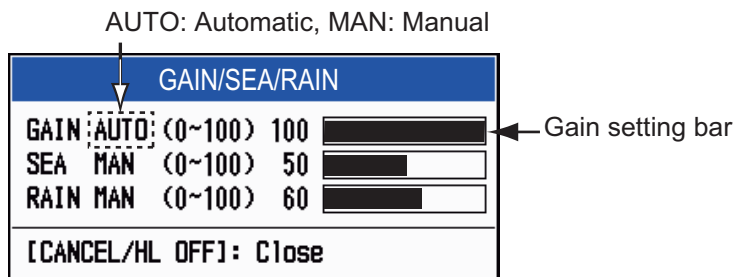 AUTO: Automatic, MAN: Manual
GAIN/SEA/RAIN
GAIN AUTO (0~100) 100
Gain setting bar
SEA MAN (0~100) 50
RAIN MAN (0~100) 60
[CANCEL/HL OFF]: Close